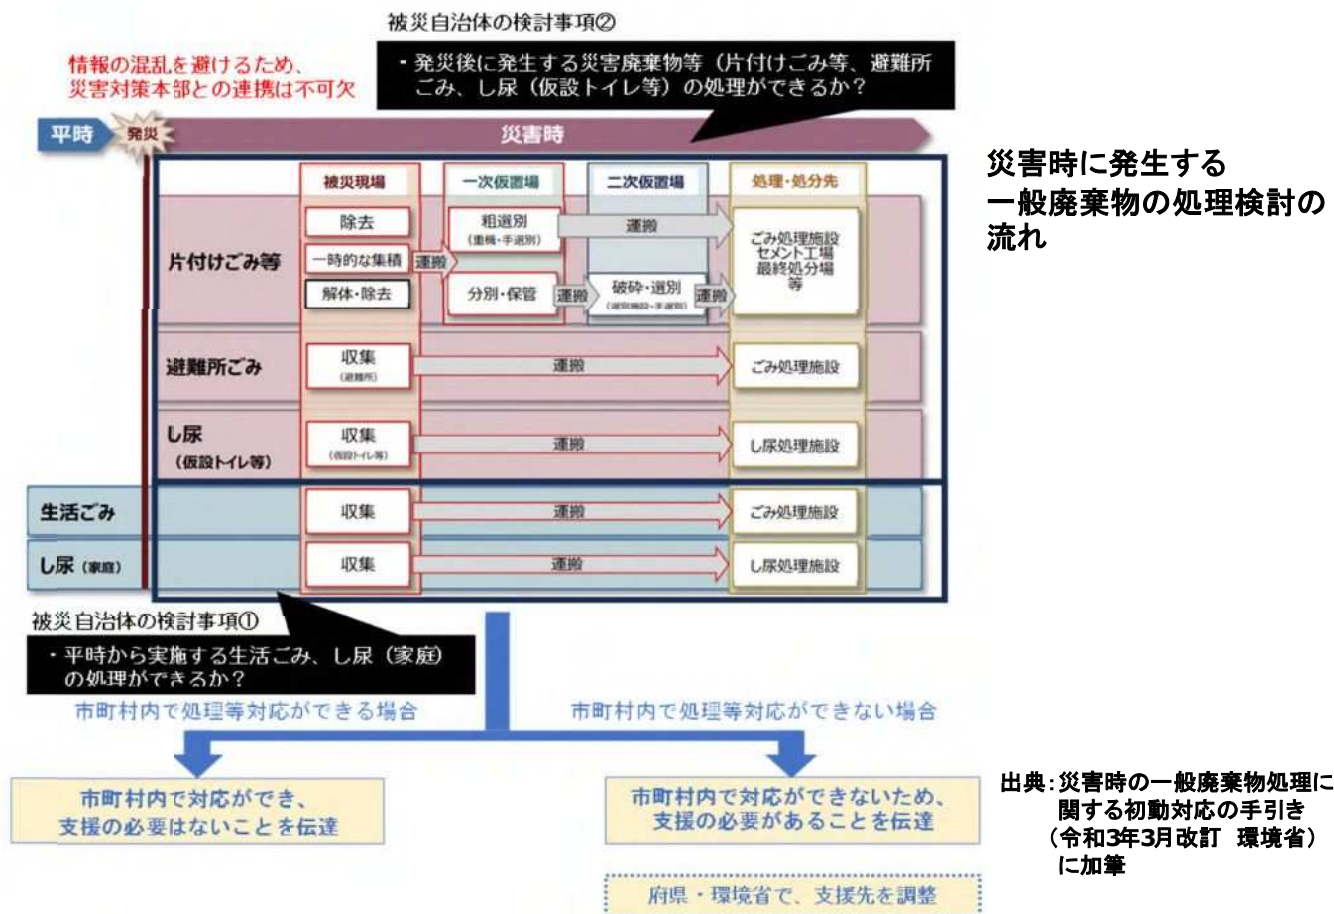 被災自治体の検討事項②
・発災後に発生する災害廃棄物等（片付けごみ等、避難所
ごみ、し尿（仮設トイレ等）の処理ができるか？
情報の混乱を避けるため、
災害対策本部との連携は不可欠
平時
発災
災害時
災害時に発生する
一般廃棄物の処理検討の
流れ
被災現場
一次仮置場
二次仮置場
処理・処分先
片付けごみ等
除去
一時的な集積
解体・除去
運搬
粗選別
（重機・手選別）
分別・保管
運搬
運搬
破砕・選別
（選別施設・手選別）
運搬
ごみ処理施設
セメント工場
最終処分場
等
避難所ごみ
収集
（避難所）
運搬
ごみ処理施設
し尿
（仮設トイレ等）
収集
（仮設トイレ等）
運搬
し尿処理施設
生活ごみ
収集
運搬
ごみ処理施設
し尿（家庭）
収集
運搬
し尿処理施設
被災自治体の検討事項①
・平時から実施する生活ごみ、し尿（家庭）
の処理ができるか？
市町村内で処理等対応ができる場合
市町村内で処理等対応ができない場合
市町村内で対応ができ、
支援の必要はないことを伝達
市町村内で対応ができないため、
支援の必要があることを伝達
府県・環境省で、支援先を調整
出典：災害時の一般廃棄物処理に
関する初動対応の手引き
（令和3年3月改訂　環境省）
に加筆